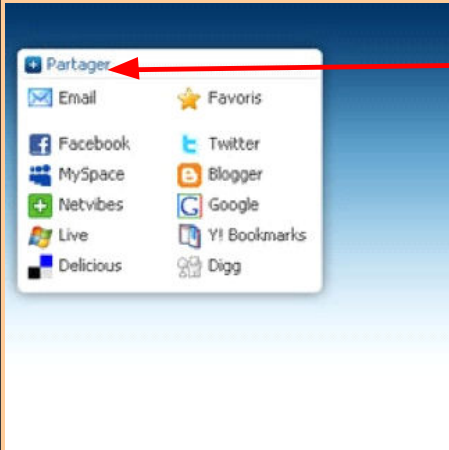 Partager
Email Favoris
Facebook Twitter
MySpace Blogger
Netvibes Google
Live Y! Bookmarks
Delicious Digg